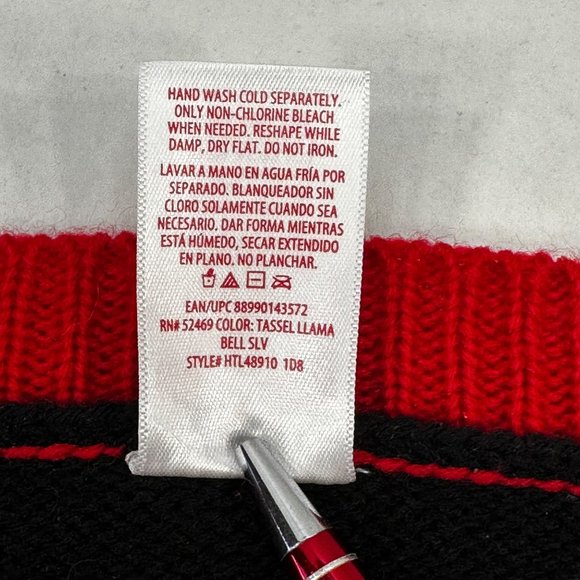 HAND WASH COLD SEPARATELY.
ONLY NON-CHLORINE BLEACH
WHEN NEEDED. RESHAPE WHILE
DAMP, DRY FLAT. DO NOT IRON.
LAVAR A MANO EN AGUA FRÍA POR
SEPARADO. BLANQUEADOR SIN
CLORO SOLAMENTE CUANDO SEA
NECESARIO. DAR FORMA MIENTRAS
ESTÁ HÚMEDO, SECAR EXTENDIDO
EN PLANO. NO PLANCHAR.
EAN/UPC 88990143572
RN# 52469 COLOR: TASSEL LLAMA
BELL SLV
STYLE# HTL48910 1D8